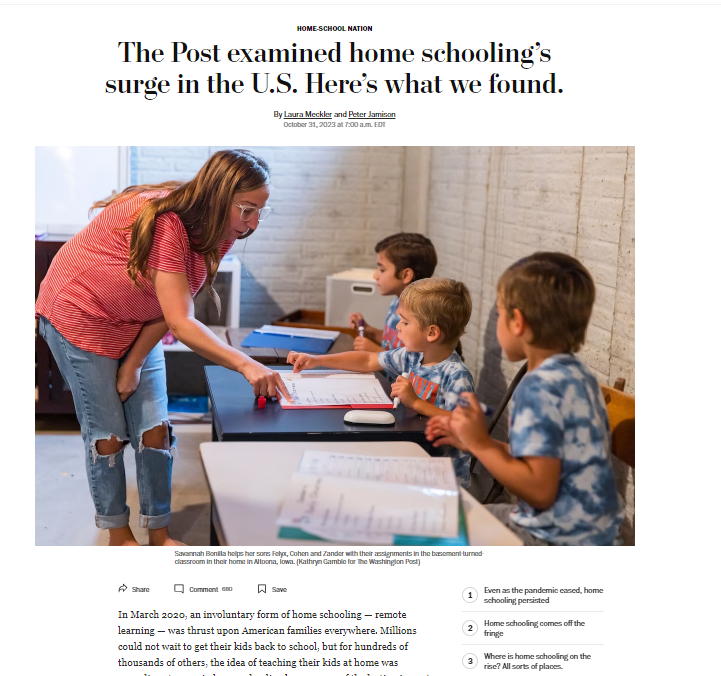 HOME-SCHOOL NATION
The Post examined home schooling's
surge in the U.S. Here's what we found.
By Laura Meckler and Peter Jamison
October 31, 2023 at 7:00 a.m. EDT
Savannah Bonilla helps her sons Felyx, Cohen and Zander with their assignments in the basement-turned-
classroom in their home in Altoona, Iowa. (Kathryn Gamble for The Washington Post)
Share
Comment 680
Save
In March 2020, an involuntary form of home schooling — remote
learning — was thrust upon American families everywhere. Millions
could not wait to get their kids back to school, but for hundreds of
thousands of others, the idea of teaching their kids at home was
1 Even as the pandemic eased, home
schooling persisted
2 Home schooling comes off the
fringe
3 Where is home schooling on the
rise? All sorts of places.